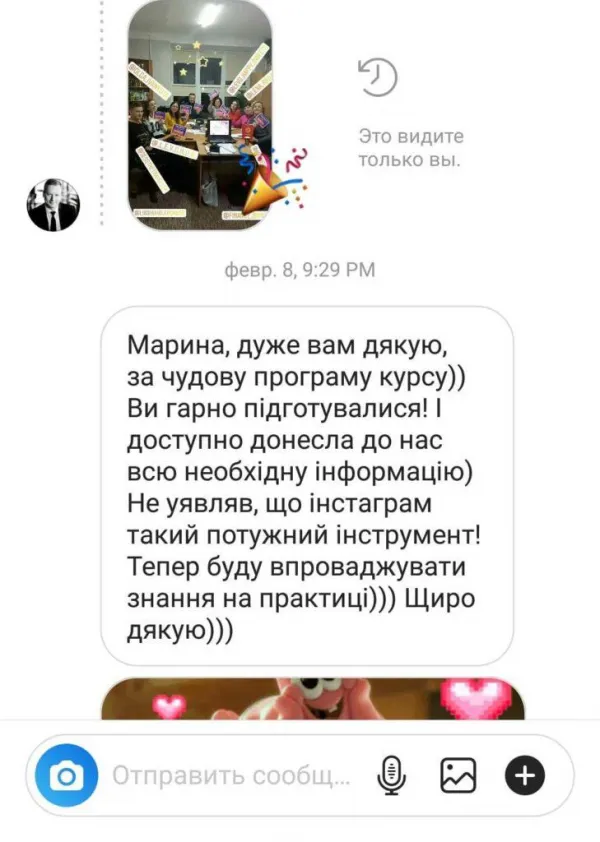 Это видите
только вы.
февр. 8, 9:29 PM
Марина, дуже вам дякую,
за чудову програму курсу))
Ви гарно підготувалися! І
доступно донесла до нас
всю необхідну інформацію)
Не уявляв, що інстаграм
такий потужний інструмент!
Тепер буду впроваджувати
знання на практиці))) Щиро
дякую)))
Отправить сообщ...